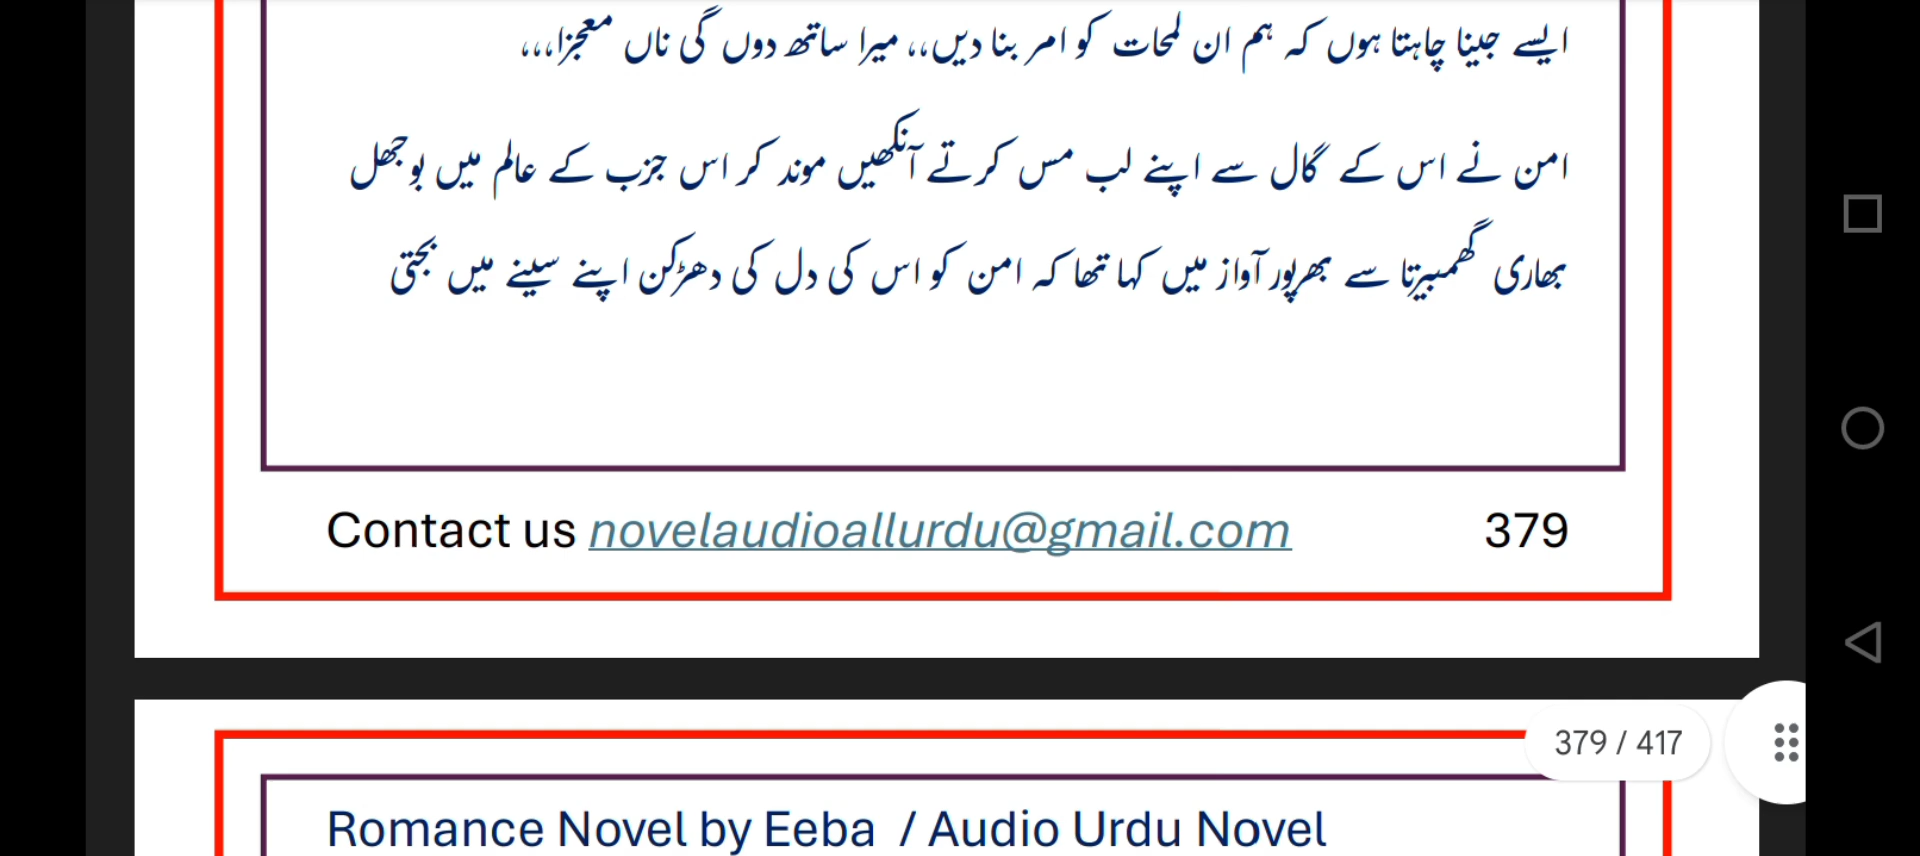 ایسے جینا چاہتا ہوں کہ ہم ان لمحات کو امر بنا دیں،، میرا ساتھ دوں گی ناں معجزا،،،
امن نے اس کے گال سے اپنے لب مس کرتے آنکھیں موند کر اس جزب کے عالم میں بوجھل
بھاری گھمبیرتا سے بھرپور آواز میں کہا تھا کہ امن کو اس کی دل کی دھڑکن اپنے سینے میں بجتی
Contact us novelaudioallurdu@gmail.com 379
379 / 417
Romance Novel by Eeba / Audio Urdu Novel